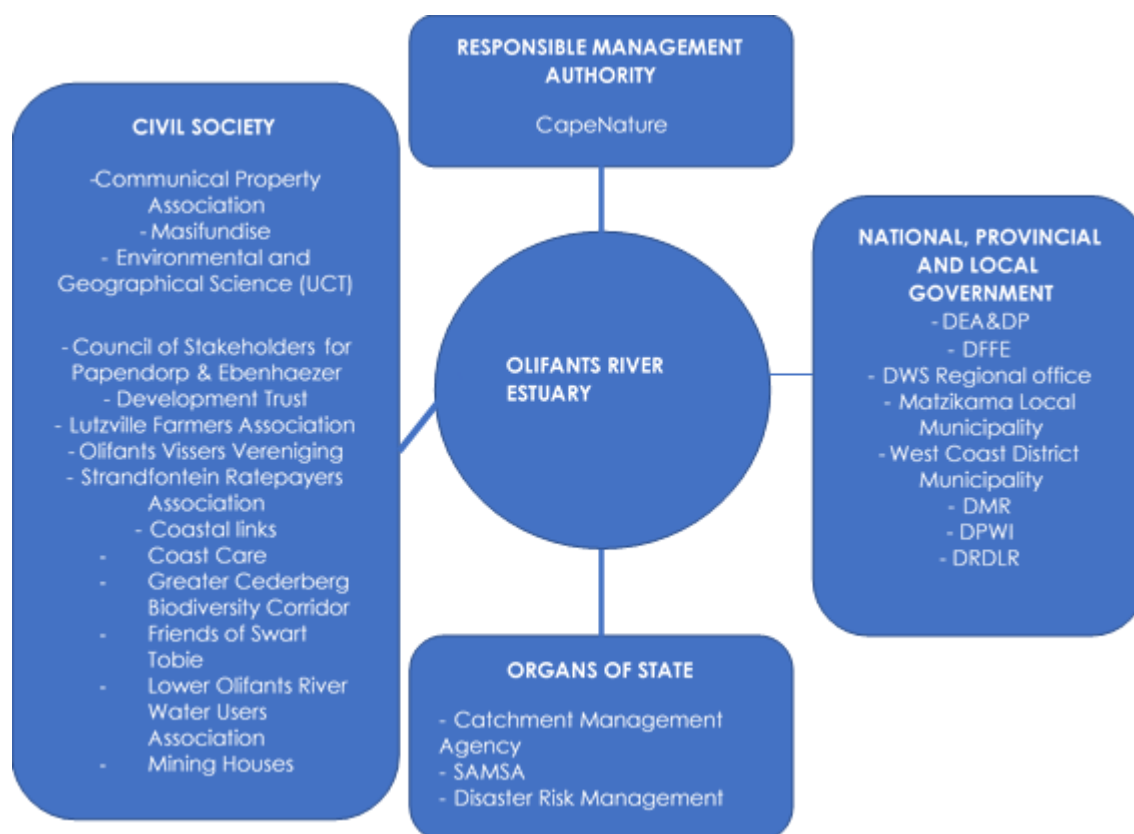 RESPONSIBLE MANAGEMENT
AUTHORITY
CapeNature
CIVIL SOCIETY
-Communical Property
Association
- Masifundise
- Environmental and
Geographical Science (UCT)
- Council of Stakeholders for
Papendorp & Ebenhaezer
- Development Trust
- Lutzville Farmers Association
- Olifants Vissers Vereniging
- Strandfontein Ratepayers
Association
- Coastal links
- Coast Care
- Greater Cederberg
Biodiversity Corridor
- Friends of Swart
Tobie
- Lower Olifants River
Water Users
Association
- Mining Houses
OLIFANTS RIVER
ESTUARY
NATIONAL, PROVINCIAL
AND LOCAL
GOVERNMENT
- DEA&DP
- DFFE
- DWS Regional office
- Matzikama Local
Municipality
- West Coast District
Municipality
- DMR
- DPWI
- DRDLR
ORGANS OF STATE
- Catchment Management
Agency
- SAMSA
- Disaster Risk Management